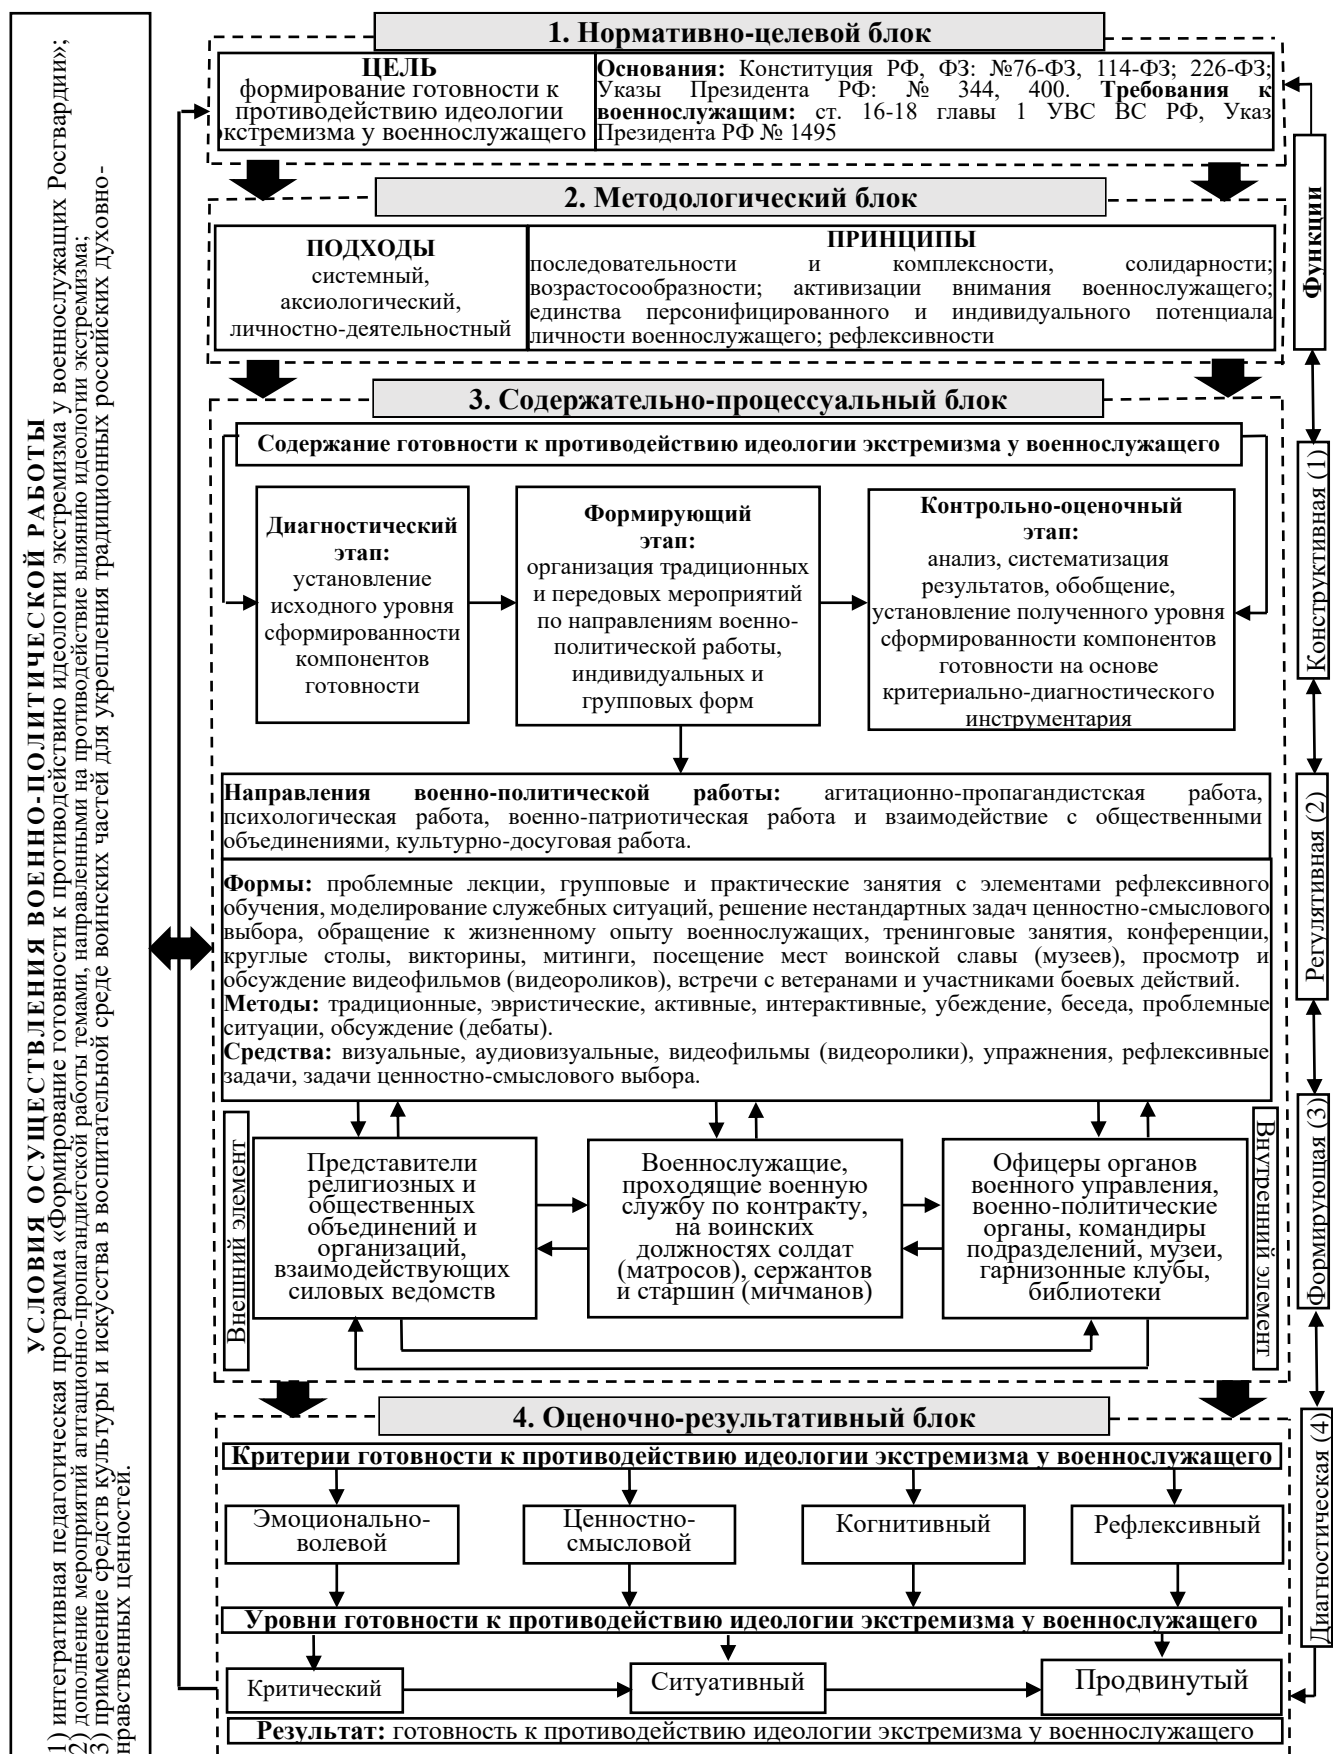 УСЛОВИЯ ОСУЩЕСТВЛЕНИЯ ВОЕННО-ПОЛИТИЧЕСКОЙ РАБОТЫ
1) интегративная педагогическая программа «Формирование готовности к противодействию идеологии экстремизма у военнослужащих Росгвардии»;
2) дополнение мероприятий агитационно-пропагандистской работы темами, направленными на противодействие влиянию идеологии экстремизма;
3) применение средств культуры и искусства в воспитательной среде воинских частей для укрепления традиционных российских духовно-
нравственных ценностей.
1. Нормативно-целевой блок
ЦЕЛЬ
формирование готовности к
противодействию идеологии
экстремизма у военнослужащего
Основания: Конституция РФ, ФЗ: №76-ФЗ, 114-ФЗ; 226-ФЗ;
Указы Президента РФ: № 344, 400. Требования к
военнослужащим: ст. 16-18 главы 1 УВС ВС РФ, Указ
Президента РФ № 1495
2. Методологический блок
ПОДХОДЫ
системный,
аксиологический,
личностно-деятельностный
ПРИНЦИПЫ
последовательности и комплексности, солидарности;
возрастосообразности; активизации внимания военнослужащего;
единства персонифицированного и индивидуального потенциала
личности военнослужащего; рефлексивности
3. Содержательно-процессуальный блок
Содержание готовности к противодействию идеологии экстремизма у военнослужащего
Диагностический
этап:
установление
исходного уровня
сформированности
компонентов
готовности
Формирующий
этап:
организация традиционных
и передовых мероприятий
по направлениям военно-
политической работы,
индивидуальных и
групповых форм
Контрольно-оценочный
этап:
анализ, систематизация
результатов, обобщение,
установление полученного уровня
сформированности компонентов
готовности на основе
критериально-диагностического
инструментария
Направления военно-политической работы: агитационно-пропагандистская работа,
психологическая работа, военно-патриотическая работа и взаимодействие с общественными
объединениями, культурно-досуговая работа.
Формы: проблемные лекции, групповые и практические занятия с элементами рефлексивного
обучения, моделирование служебных ситуаций, решение нестандартных задач ценностно-смыслового
выбора, обращение к жизненному опыту военнослужащих, тренинговые занятия, конференции,
круглые столы, викторины, митинги, посещение мест воинской славы (музеев), просмотр и
обсуждение видеофильмов (видеороликов), встречи с ветеранами и участниками боевых действий.
Методы: традиционные, эвристические, активные, интерактивные, убеждение, беседа, проблемные
ситуации, обсуждение (дебаты).
Средства: визуальные, аудиовизуальные, видеофильмы (видеоролики), упражнения, рефлексивные
задачи, задачи ценностно-смыслового выбора.
Внешний элемент
Представители
религиозных и
общественных
объединений и
организаций,
взаимодействующих
силовых ведомств
Военнослужащие,
проходящие военную
службу по контракту,
на воинских
должностях солдат
(матросов), сержантов
и старшин (мичманов)
Офицеры органов
военного управления,
военно-политические
органы, командиры
подразделений, музеи,
гарнизонные клубы,
библиотеки
Внутренний элемент
4. Оценочно-результативный блок
Критерии готовности к противодействию идеологии экстремизма у военнослужащего
Эмоционально-
волевой
Ценностно-
смысловой
Когнитивный
Рефлексивный
Уровни готовности к противодействию идеологии экстремизма у военнослужащего
Критический
Ситуативный
Продвинутый
Результат: готовность к противодействию идеологии экстремизма у военнослужащего
Функции
Конструктивная (1)
Регулятивная (2)
Формирующая (3)
Диагностическая (4)